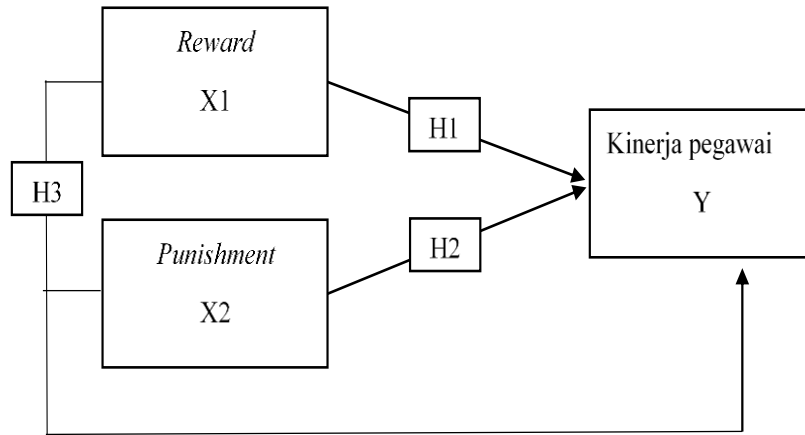 Reward
X1
H1
Kinerja pegawai
Y
H3
Punishment
X2
H2